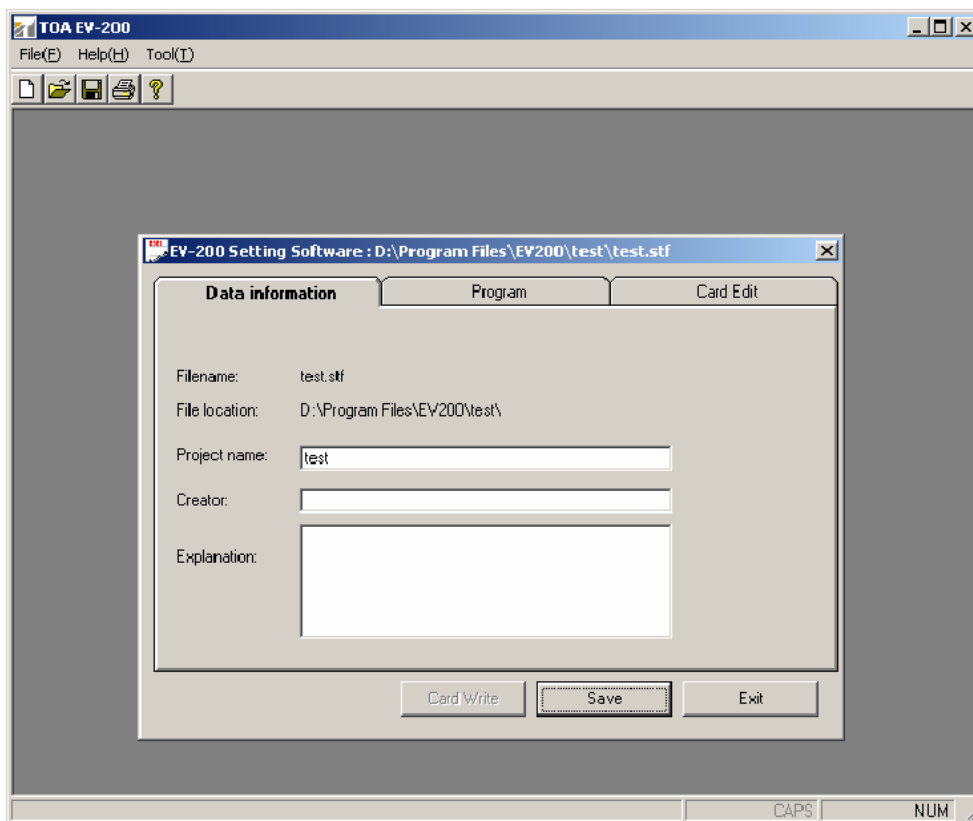 TOA EV-200
File(F) Help(H) Tool(T)
EV-200 Setting Software : D:\Program Files\EV200\test\test.stf
Data information Program Card Edit
Filename: test.stf
File location: D:\Program Files\EV200\test\
Project name: test
Creator:
Explanation:
Card Write Save Exit
CAPS NUM